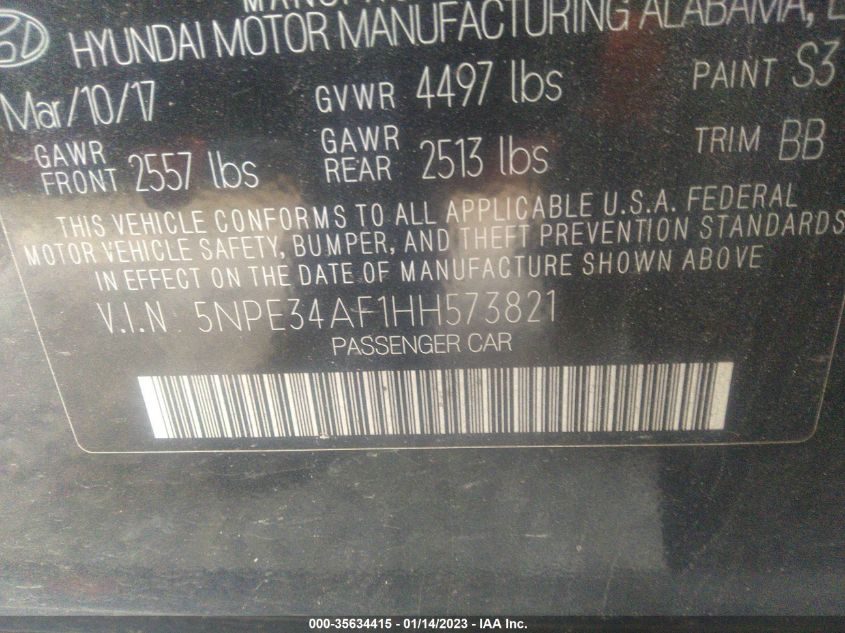 HYUNDAI MOTOR MANUFACTURING ALABAMA,
Mar/10/17 GVWR 4497 lbs PAINT S3
GAWR FRONT 2557 lbs GAWR REAR 2513 lbs TRIM BB
THIS VEHICLE CONFORMS TO ALL APPLICABLE U.S.A. FEDERAL
MOTOR VEHICLE SAFETY, BUMPER, AND THEFT PREVENTION STANDARDS
IN EFFECT ON THE DATE OF MANUFACTURE SHOWN ABOVE
V.I.N 5NPE34AF1HH573821
PASSENGER CAR
000-35634415 - 01/14/2023 - IAA Inc.